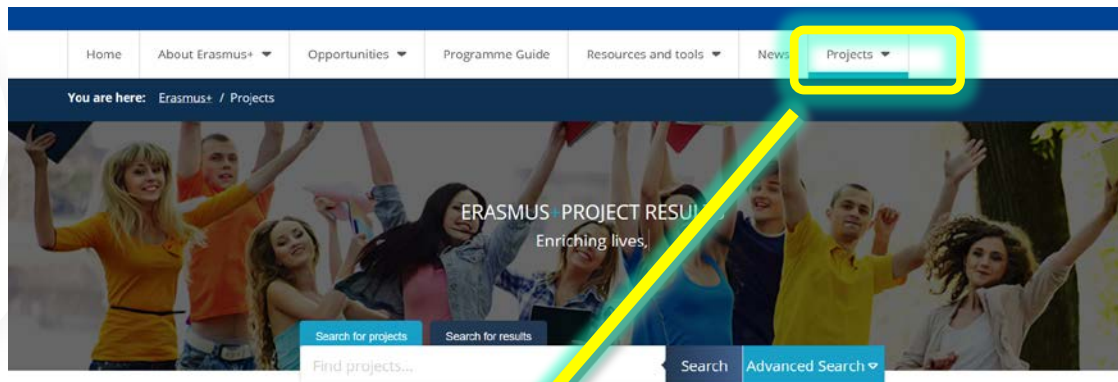 Home About Erasmus+ Opportunities Programme Guide Resources and tools News Projects
You are here: Erasmus+ / Projects
ERASMUS+PROJECT RESUL
Enriching lives,
Search for projects Search for results
Find projects... Search Advanced Search